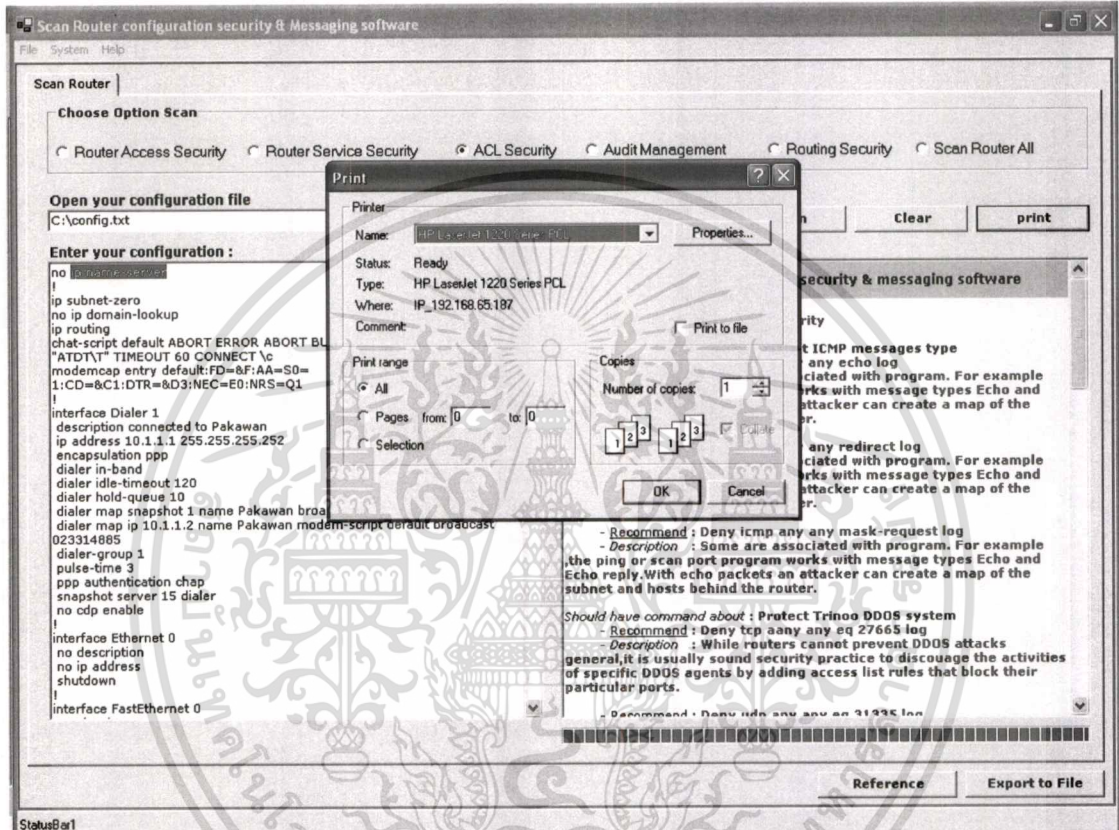 Scan Router configuration security & Messaging software
File System Help
Scan Router
Choose Option Scan
Router Access Security Router Service Security ACL Security Audit Management Routing Security Scan Router All
Open your configuration file
C:\config.txt
Clear print
Enter your configuration :
no ip name-server
!
ip subnet-zero
no ip domain-lookup
ip routing
chat-script default ABORT ERROR ABORT
"ATDT\T" TIMEOUT 60 CONNECT \c
modemcap entry default:FD=&F:AA=S0=
1:CD=&C1:DTR=&D3:NEC=E0:NRS=Q1
!
interface Dialer 1
description connected to Pakawan
ip address 10.1.1.1 255.255.255.252
encapsulation ppp
dialer in-band
dialer idle-timeout 120
dialer hold-queue 10
dialer map snapshot 1 name Pakawan
dialer map ip 10.1.1.2 name Pakawan modem-script default broadcast
023314885
dialer-group 1
pulse-time 3
ppp authentication chap
snapshot server 15 dialer
no cdp enable
!
interface Ethernet 0
no description
no ip address
shutdown
!
interface FastEthernet 0
Print
Printer
Name: HP LaserJet 1220 Series PCL Properties...
Status: Ready
Type: HP LaserJet 1220 Series PCL
Where: IP_192.168.65.187
Comment:
Print to file
Print range
All
Pages from: 0 to: 0
Selection
Copies
Number of copies: 1
1 2 3 1 2 3
Collate
OK Cancel
security & messaging software
t ICMP messages type
any echo log
ciated with program. For example
rks with message types Echo and
attacker can create a map of the
er.
any redirect log
ciated with program. For example
rks with message types Echo and
attacker can create a map of the
er.
- Recommend : Deny icmp any any mask-request log
- Description : Some are associated with program. For example
,the ping or scan port program works with message types Echo and
Echo reply.With echo packets an attacker can create a map of the
subnet and hosts behind the router.
Should have command about : Protect Trinoo DDOS system
- Recommend : Deny tcp aany any eq 27665 log
- Description : While routers cannot prevent DDOS attacks
general,it is usually sound security practice to discouage the activities
of specific DDOS agents by adding access list rules that block their
particular ports.
- Recommend : Deny udp any any eq 31335 log
Reference Export to File
StatusBar1